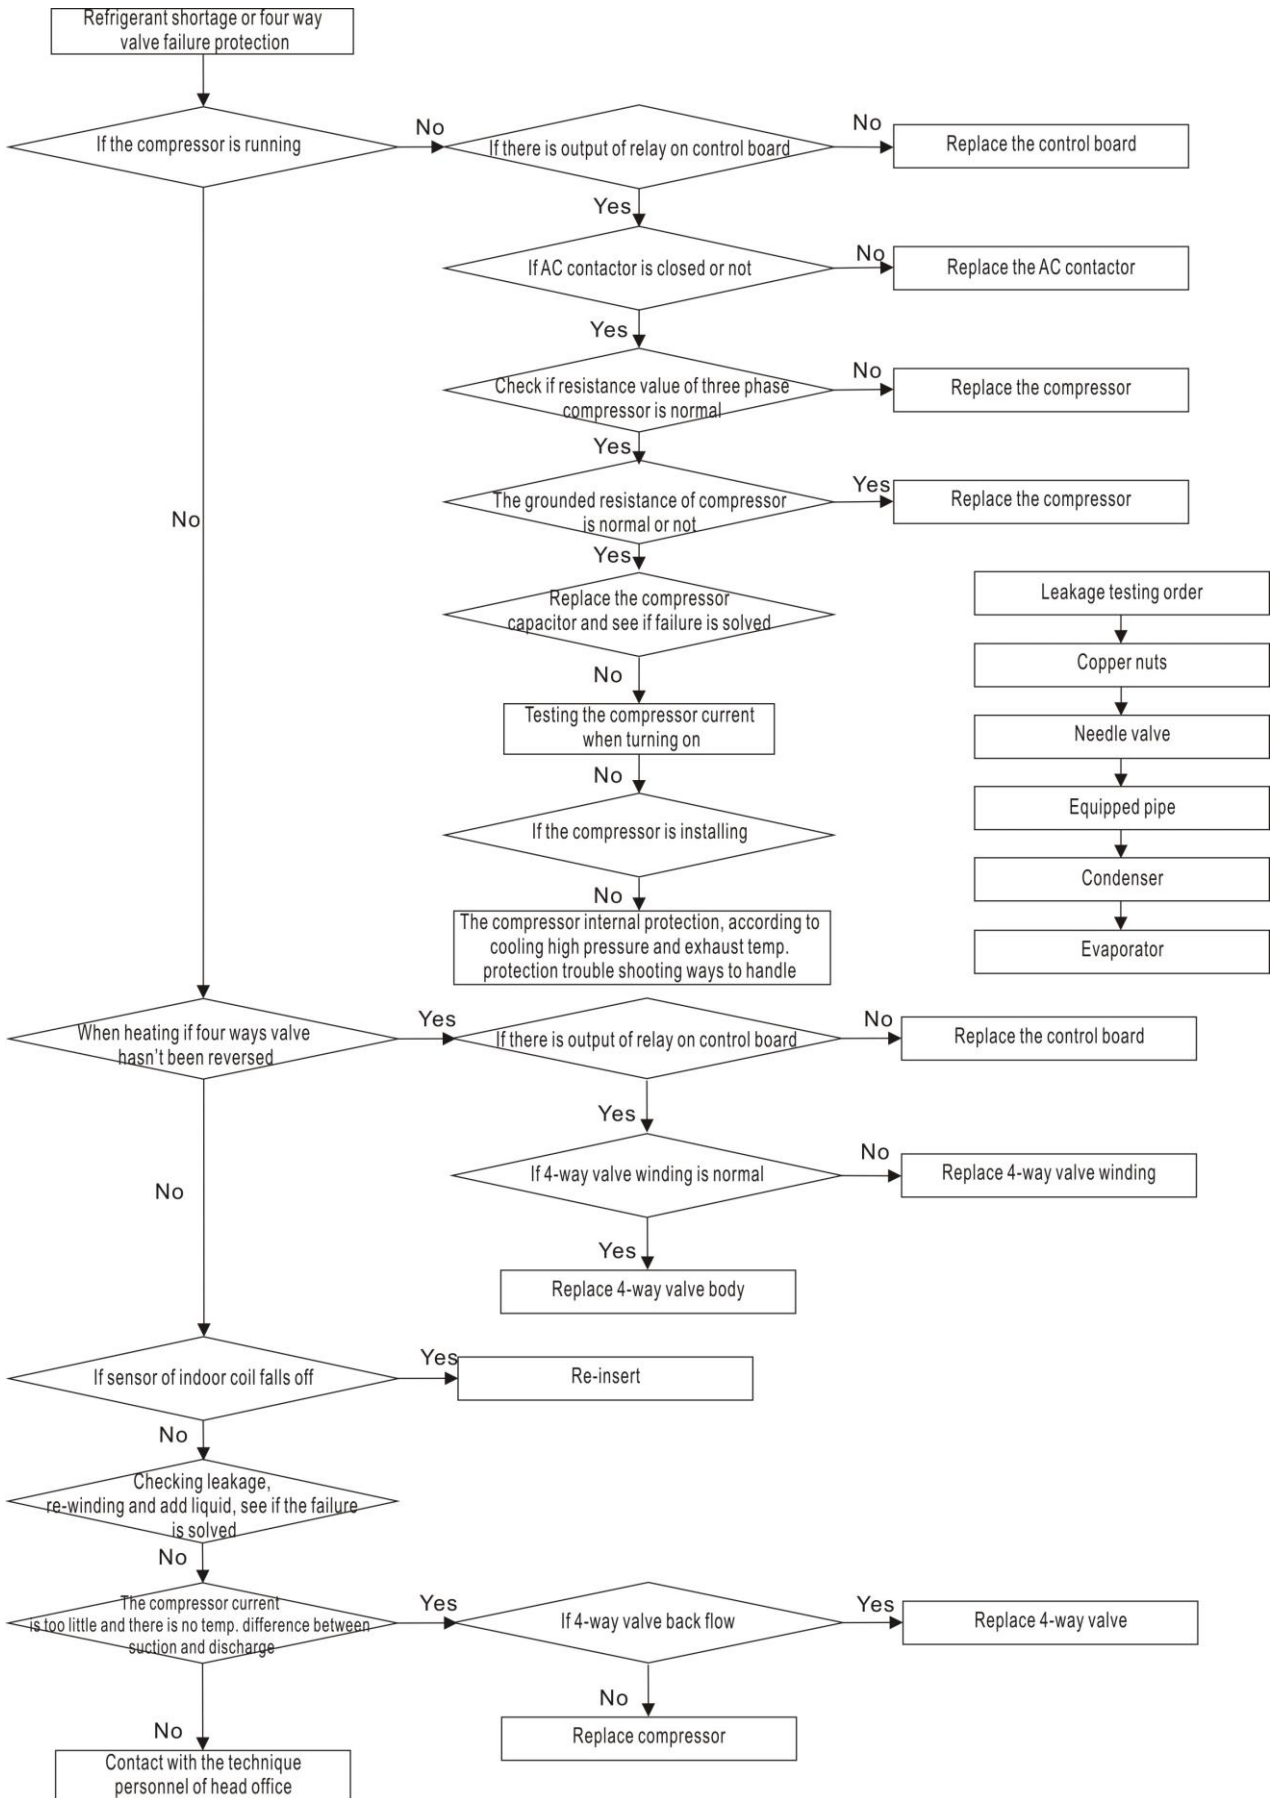 Refrigerant shortage or four way
valve failure protection
If the compressor is running
No
If there is output of relay on control board
No
Replace the control board
Yes
If AC contactor is closed or not
No
Replace the AC contactor
Yes
Check if resistance value of three phase
compressor is normal
No
Replace the compressor
Yes
The grounded resistance of compressor
is normal or not
Yes
Replace the compressor
No
Yes
Replace the compressor
capacitor and see if failure is solved
No
Testing the compressor current
when turning on
No
If the compressor is installing
No
The compressor internal protection, according to
cooling high pressure and exhaust temp.
protection trouble shooting ways to handle
Leakage testing order
Copper nuts
Needle valve
Equipped pipe
Condenser
Evaporator
When heating if four ways valve
hasn't been reversed
Yes
If there is output of relay on control board
No
Replace the control board
Yes
If 4-way valve winding is normal
No
Replace 4-way valve winding
No
Yes
Replace 4-way valve body
If sensor of indoor coil falls off
Yes
Re-insert
No
Checking leakage,
re-winding and add liquid, see if the failure
is solved
No
The compressor current
is too little and there is no temp. difference between
suction and discharge
Yes
If 4-way valve back flow
Yes
Replace 4-way valve
No
Replace compressor
No
Contact with the technique
personnel of head office